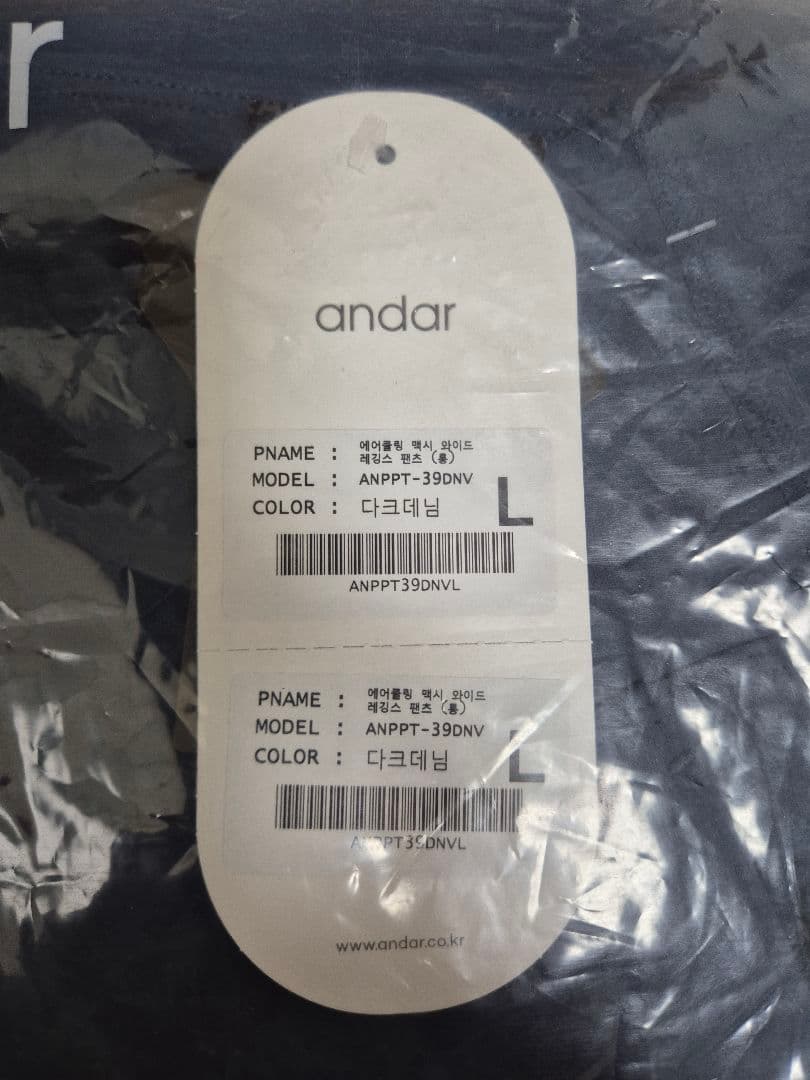 r
andar
PNAME : 에어쿨링 맥시 와이드
레깅스 팬츠 (롱)
MODEL : ANPPT-39DNV
COLOR : 다크데님
L
ANPPT39DNVL
PNAME : 에어쿨링 맥시 와이드
레깅스 팬츠 (롱)
MODEL : ANPPT-39DNV
COLOR : 다크데님
L
ANPPT39DNVL
www.andar.co.kr